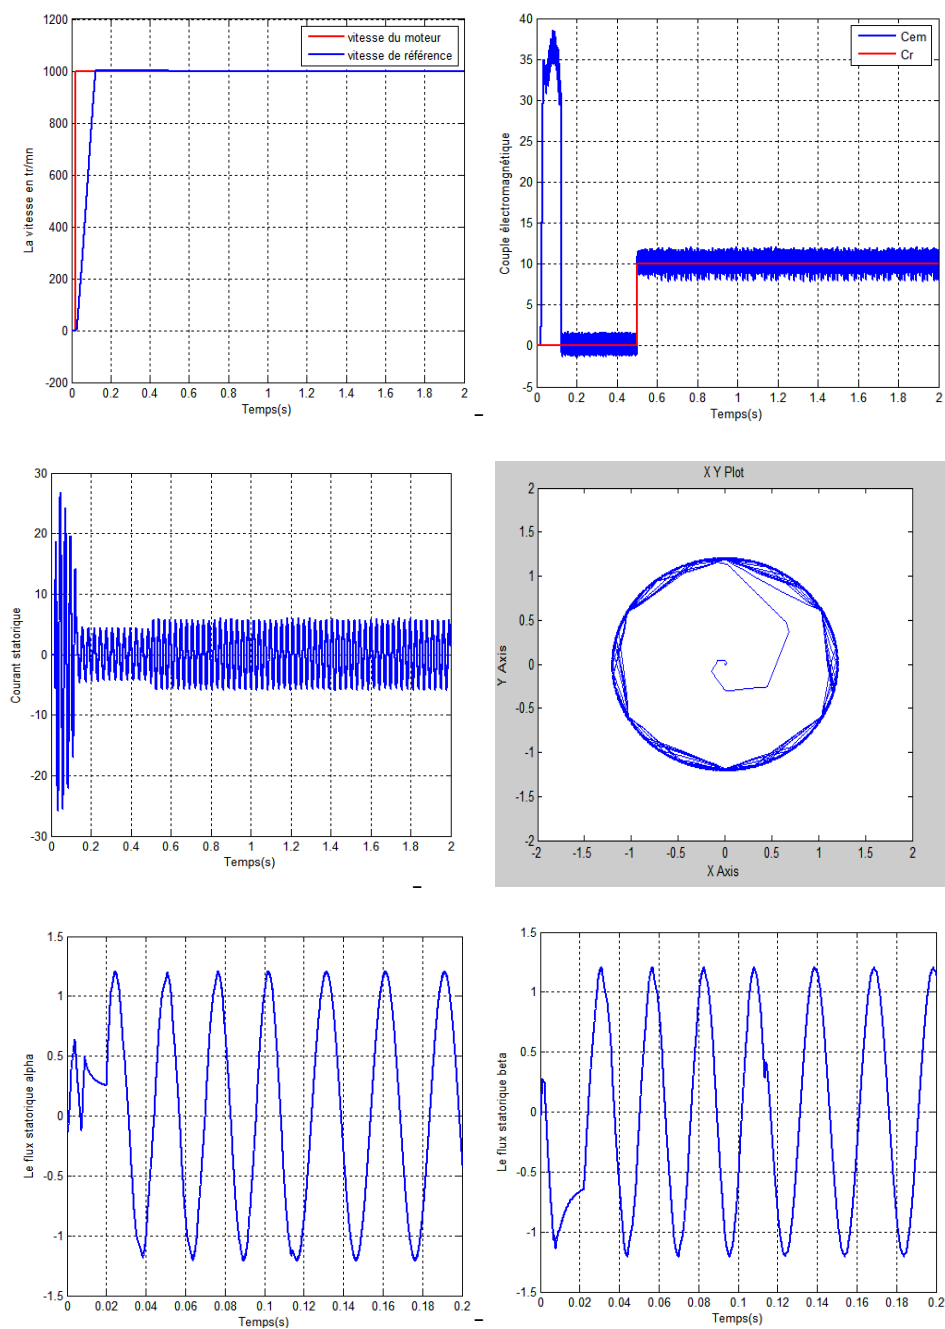 1200
1000
800
600
400
200
0
-200
La vitesse en tr/mn
vitesse du moteur
vitesse de référence
0 0.2 0.4 0.6 0.8 1 1.2 1.4 1.6 1.8 2
Temps(s)
40
35
30
25
20
15
10
5
0
-5
Couple électromagnétique
Cem
Cr
0 0.2 0.4 0.6 0.8 1 1.2 1.4 1.6 1.8 2
Temps(s)
30
20
10
0
-10
-20
-30
Courant statorique
0 0.2 0.4 0.6 0.8 1 1.2 1.4 1.6 1.8 2
Temps(s)
X Y Plot
2
1.5
1
0.5
0
-0.5
-1
-1.5
-2
Y Axis
-2 -1.5 -1 -0.5 0 0.5 1 1.5 2
X Axis
1.5
1
0.5
0
-0.5
-1
-1.5
Le flux statorique alpha
0 0.02 0.04 0.06 0.08 0.10 0.12 0.14 0.16 0.18 0.2
Temps(s)
1.5
1
0.5
0
-0.5
-1
-1.5
Le flux statorique beta
0 0.02 0.04 0.06 0.08 0.10 0.12 0.14 0.16 0.18 0.2
Temps(s)